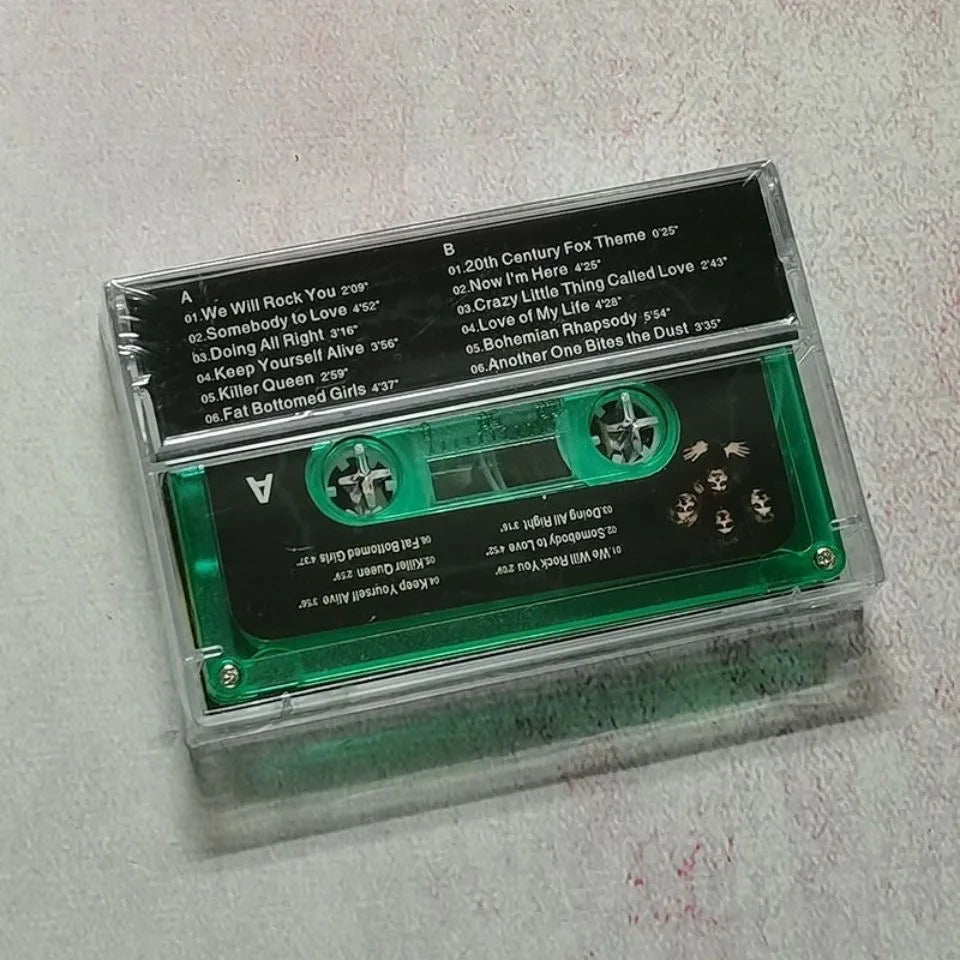 A
01.We Will Rock You 2'09"
02.Somebody to Love 4'52"
03.Doing All Right 3'16"
04.Keep Yourself Alive 3'56"
05.Killer Queen 2'59"
06.Fat Bottomed Girls 4'37"
B
01.20th Century Fox Theme 0'25"
02.Now I'm Here 4'25"
03.Crazy Little Thing Called Love 2'43"
04.Love of My Life 4'28"
05.Bohemian Rhapsody 5'54"
06.Another One Bites the Dust 3'35"
A
01.We Will Rock You 2'09"
02.Somebody to Love 4'52"
03.Doing All Right 3'16"
04.Keep Yourself Alive 3'56"
05.Killer Queen 2'59"
06.Fat Bottomed Girls 4'37"